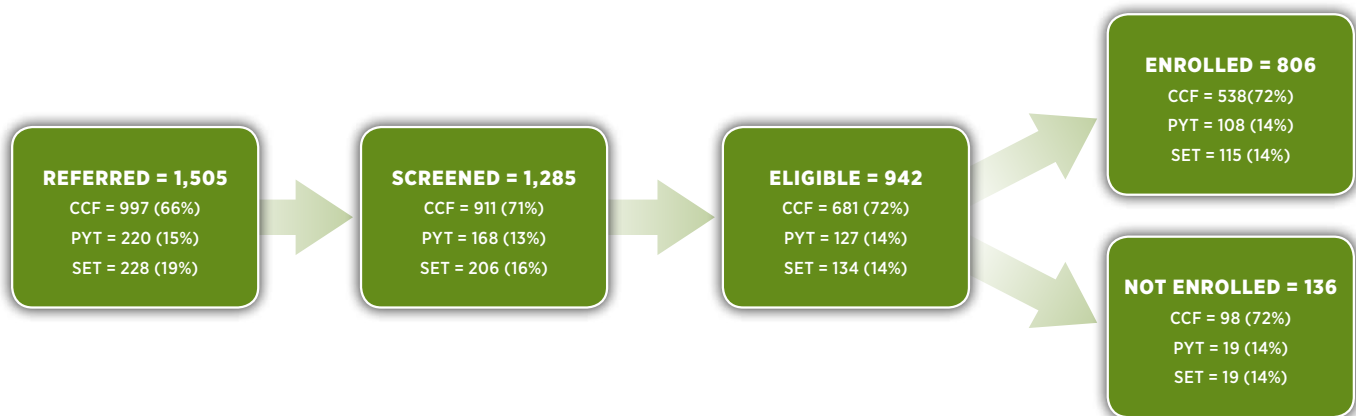 REFERRED = 1,505
CCF = 997 (66%)
PYT = 220 (15%)
SET = 228 (19%)
SCREENED = 1,285
CCF = 911 (71%)
PYT = 168 (13%)
SET = 206 (16%)
ELIGIBLE = 942
CCF = 681 (72%)
PYT = 127 (14%)
SET = 134 (14%)
ENROLLED = 806
CCF = 538(72%)
PYT = 108 (14%)
SET = 115 (14%)
NOT ENROLLED = 136
CCF = 98 (72%)
PYT = 19 (14%)
SET = 19 (14%)